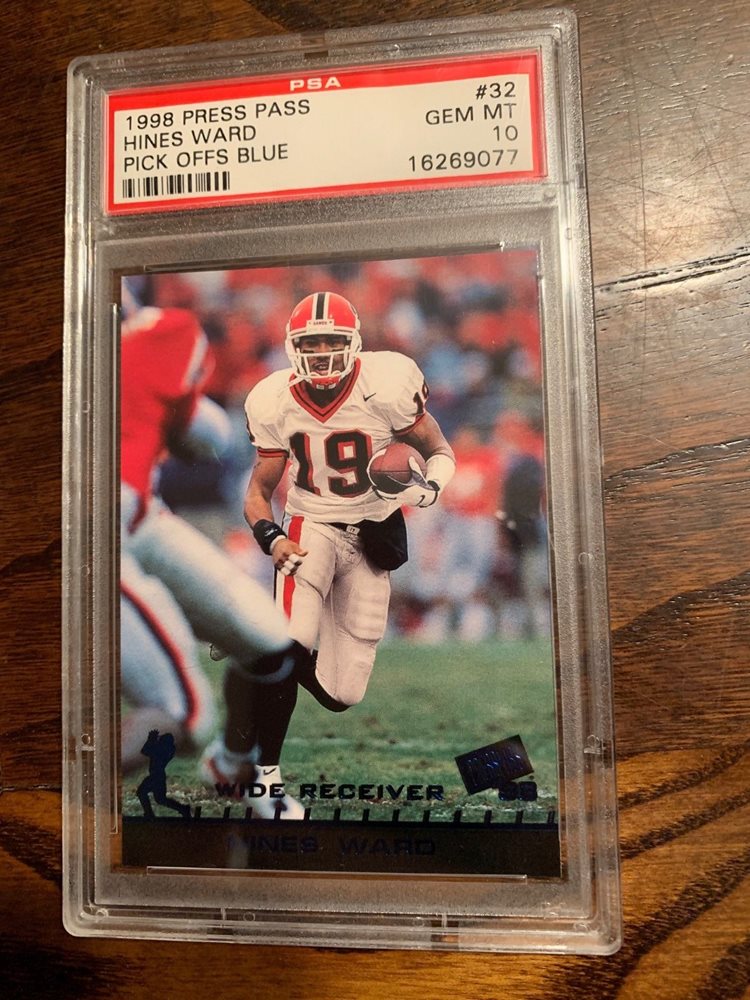 PSA
1998 PRESS PASS #32
HINES WARD GEM MT
PICK OFFS BLUE 10
16269077
19
19
WIDE RECEIVER 98
HINES WARD